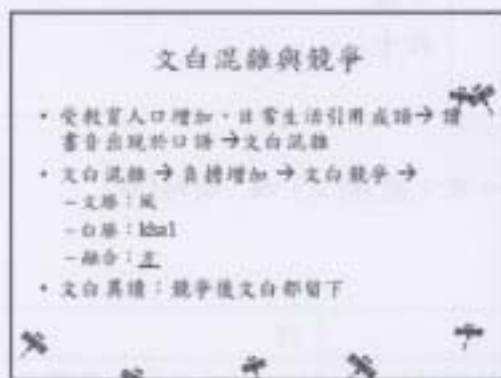 文白混雜與競爭
• 受教育人口增加、日常生活引用成語→讀
書音出現於口語→文白混雜
• 文白混雜→負擔增加→文白競爭→
– 文勝：風
– 白勝：kha1
– 融合：
• 文白異讀：競爭後文白都留下